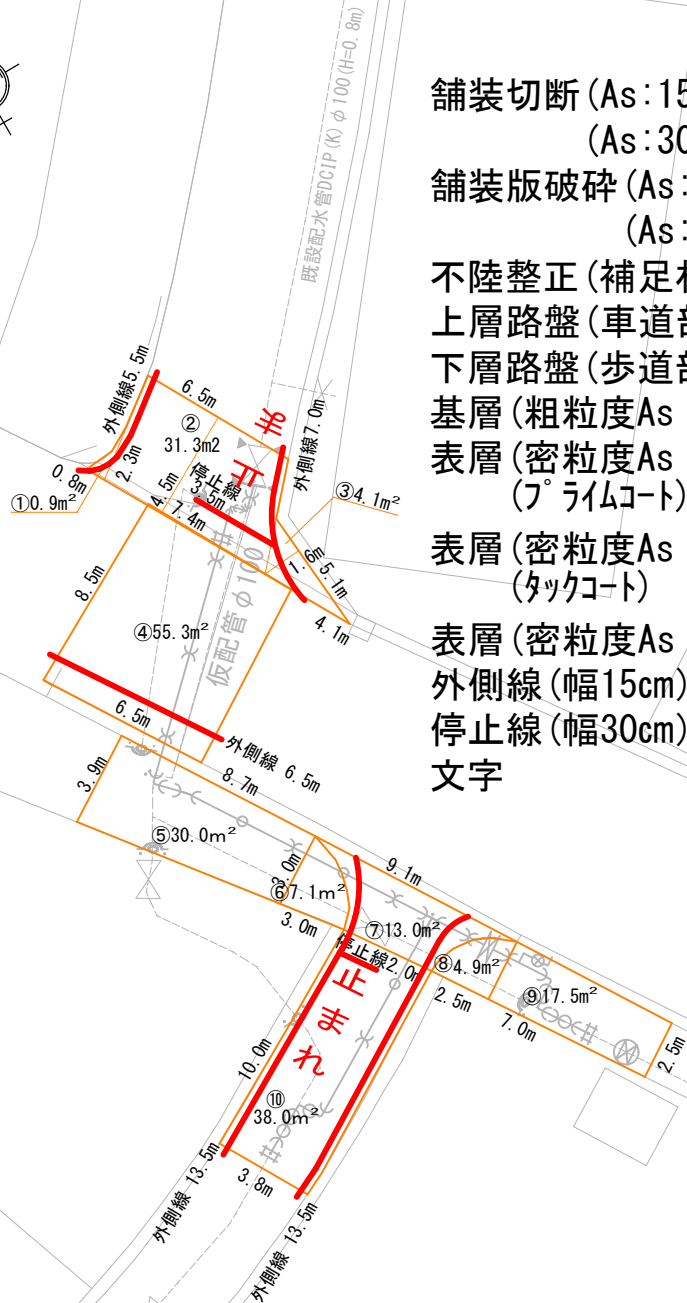 既設配水管DCIP(K)φ100(H=0.8m)
舗装切断(As:15
(As:30
舗装版破砕(As:
(As:
不陸整正(補足材
上層路盤(車道部
下層路盤(歩道部
基層(粗粒度As
表層(密粒度As
(プライムコート)
表層(密粒度As
(タックコート)
表層(密粒度As
外側線(幅15cm)
停止線(幅30cm)
文字
外側線5.5m
6.5m
②
31.3m2
止ま
外側線7.0m
0.8m
2.3m
4.5m
停止線
3.5m
7.4m
①0.9m²
③4.1m²
5.1m
4.1m
8.5m
④55.3m²
仮配管φ100
6.5m
外側線 6.5m
8.7m
3.9m
⑤30.0m²
9.1m
⑥7.1m²
3.0m
⑦13.0m²
停止線2.0m
⑧4.9m²
2.5m
⑨17.5m²
7.0m
2.5m
止まれ
10.0m
⑩
38.0m²
3.8m
外側線 13.5m
外側線 13.5m